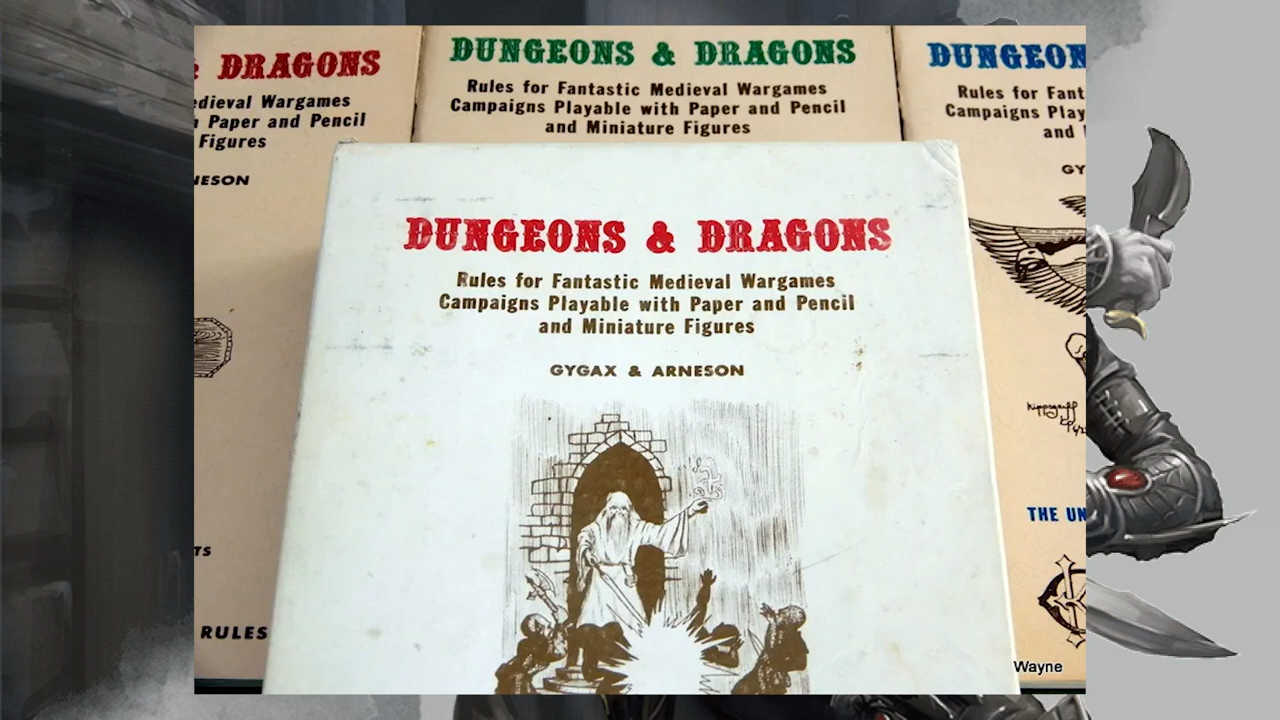 & DRAGONS
edieval Wargames
Paper and Pencil
Figures
NESON
TS
RULES
DUNGEONS & DRAGONS
Rules for Fantastic Medieval Wargames
Campaigns Playable with Paper and Pencil
and Miniature Figures
DUNGEON
Rules for Fant
Campaigns Play
and
GY
hippogriff
THE UN
DUNGEONS & DRAGONS
Rules for Fantastic Medieval Wargames
Campaigns Playable with Paper and Pencil
and Miniature Figures
GYGAX & ARNESON
Wayne